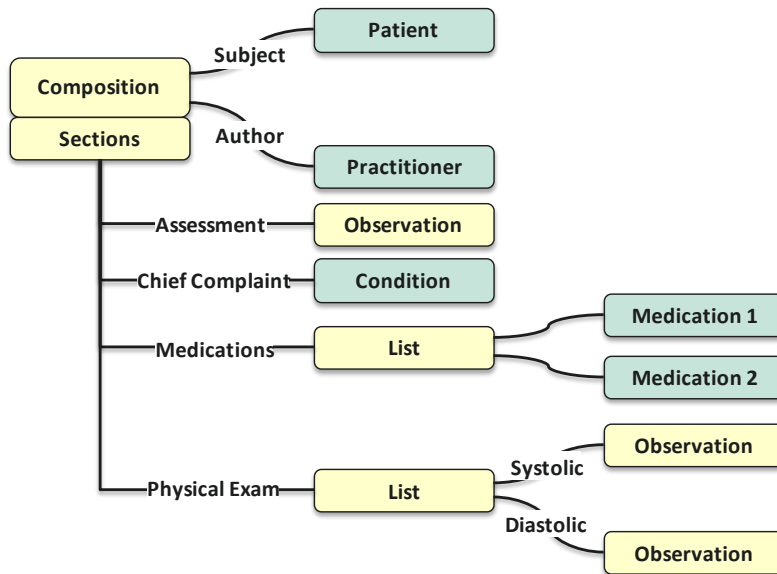 Patient
Subject
Composition
Author
Sections
Practitioner
Assessment
Observation
Chief Complaint
Condition
Medication 1
Medications
List
Medication 2
Observation
Systolic
Physical Exam
List
Diastolic
Observation